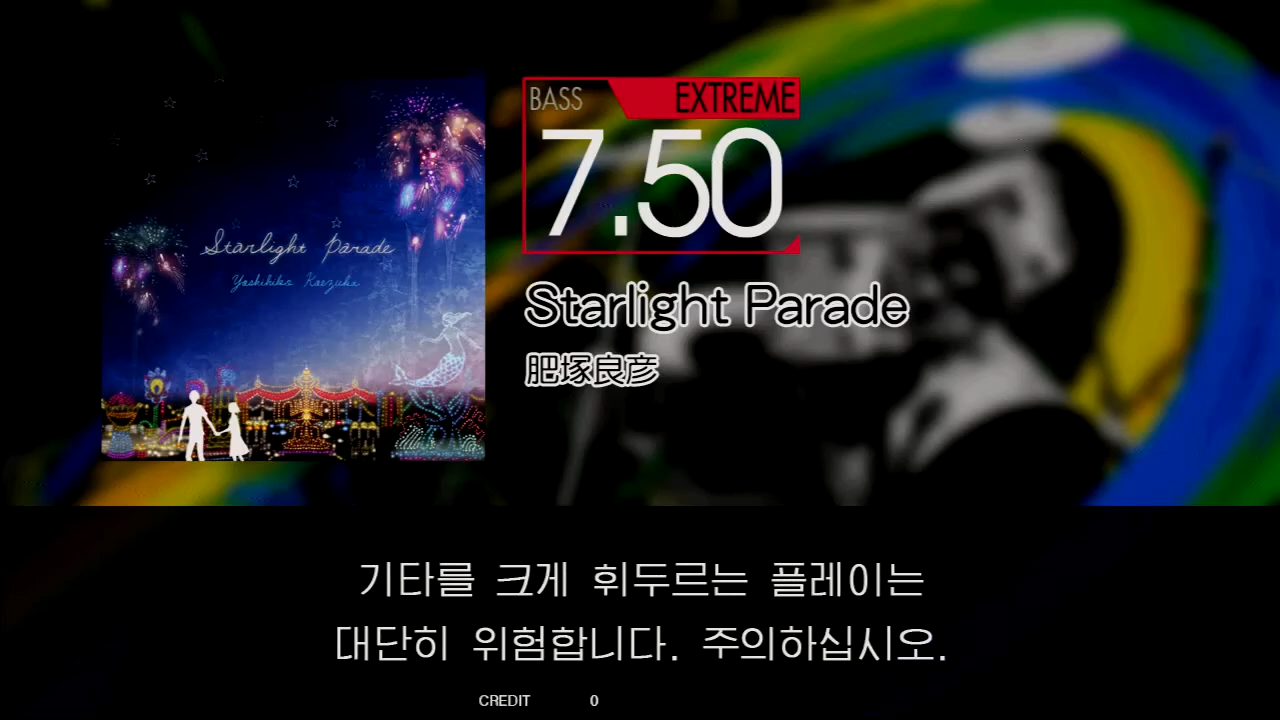 BASS EXTREME
7.50
Starlight Parade
Yoshihiko Koezuka
Starlight Parade
肥塚良彦
기타를 크게 휘두르는 플레이는
대단히 위험합니다. 주의하십시오.
CREDIT 0